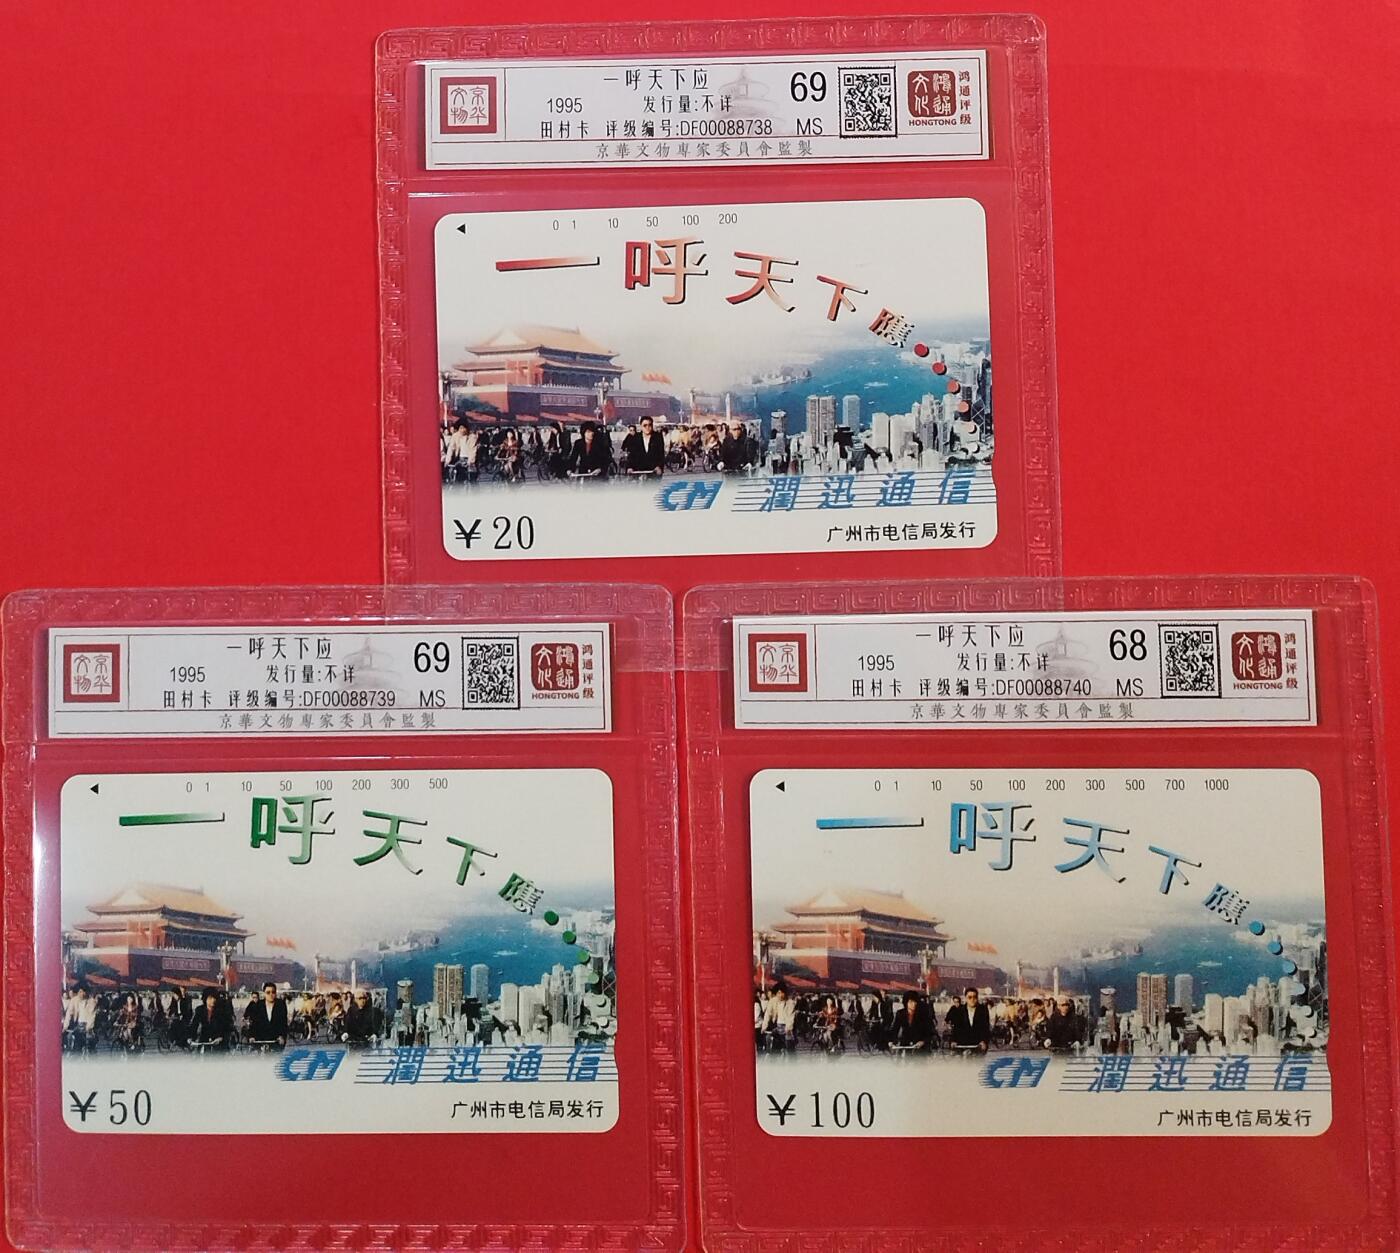 京华文物
一呼天下应
1995 发行量:不详
69
田村卡 评级编号:DF00088738 MS
京華文物專家委員會監製
鴻通文化
HONGTONG
鸿通评级
0 1 10 50 100 200
一呼天下應
CM 潤迅通信
¥20
广州市电信局发行
京华文物
一呼天下应
1995 发行量:不详
69
田村卡 评级编号:DF00088739 MS
京華文物專家委員會監製
鴻通文化
HONGTONG
鸿通评级
0 1 10 50 100 200 300 500
一呼天下應
CM 潤迅通信
¥50
广州市电信局发行
京华文物
一呼天下应
1995 发行量:不详
68
田村卡 评级编号:DF00088740 MS
京華文物專家委員會監製
鴻通文化
HONGTONG
鸿通评级
0 1 10 50 100 200 300 500 700 1000
一呼天下應
CM 潤迅通信
¥100
广州市电信局发行